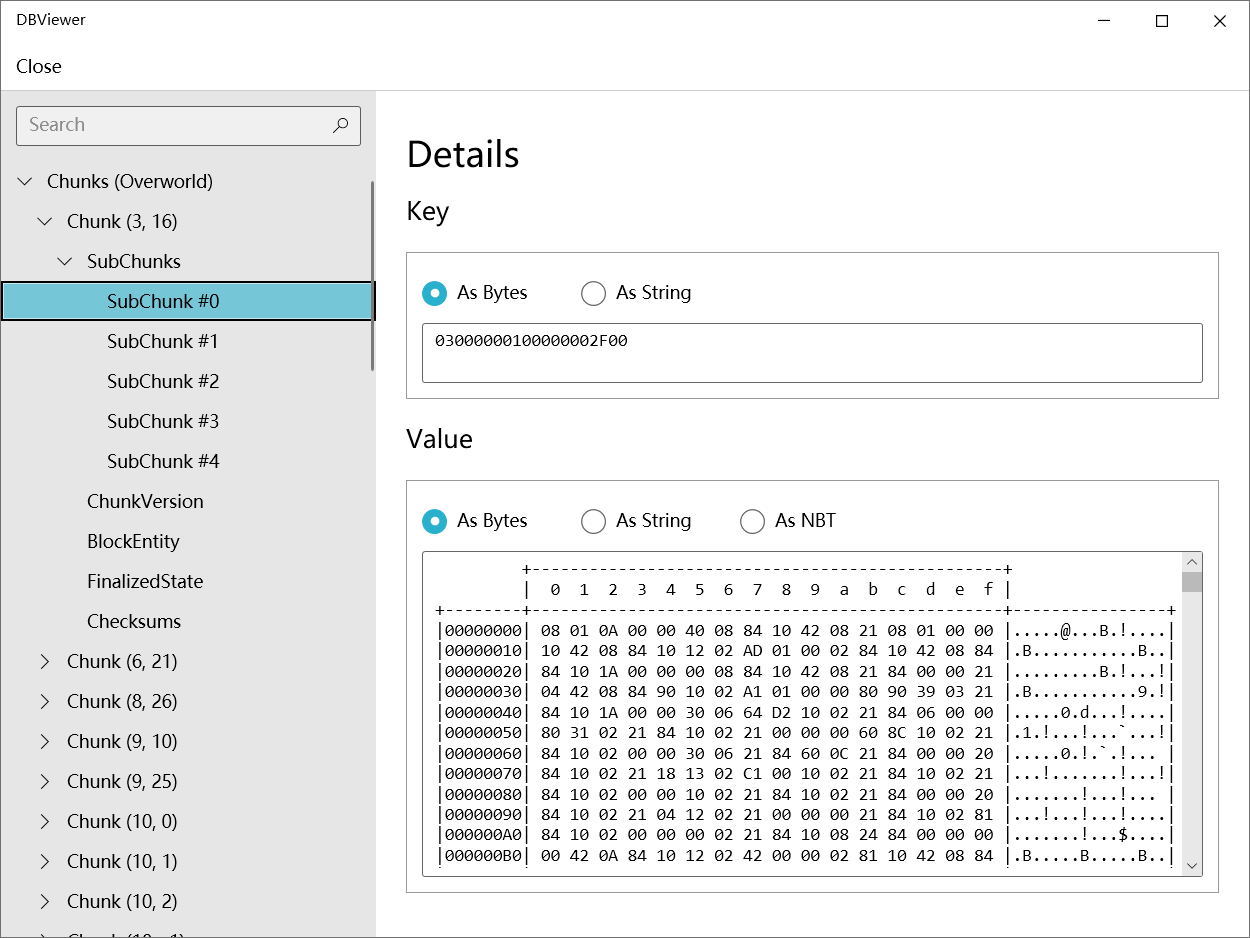 DBViewer
Close
Search
Chunks (Overworld)
Chunk (3, 16)
SubChunks
SubChunk #0
SubChunk #1
SubChunk #2
SubChunk #3
SubChunk #4
ChunkVersion
BlockEntity
FinalizedState
Checksums
Chunk (6, 21)
Chunk (8, 26)
Chunk (9, 10)
Chunk (9, 25)
Chunk (10, 0)
Chunk (10, 1)
Chunk (10, 2)
Details
Key
As Bytes As String
03000000100000002F00
Value
As Bytes As String As NBT
+-------------------------------------------------+
| 0 1 2 3 4 5 6 7 8 9 a b c d e f |
+--------+-------------------------------------------------+----------------+
|00000000| 08 01 0A 00 00 40 08 84 10 42 08 21 08 01 00 00 |.....@...B.!....|
|00000010| 10 42 08 84 10 12 02 AD 01 00 02 84 10 42 08 84 |.B...........B..|
|00000020| 84 10 1A 00 00 00 08 84 10 42 08 21 84 00 00 21 |.........B.!...!|
|00000030| 04 42 08 84 90 10 02 A1 01 00 00 80 90 39 03 21 |.B...........9.!|
|00000040| 84 10 1A 00 00 30 06 64 D2 10 02 21 84 06 00 00 |.....0.d...!....|
|00000050| 80 31 02 21 84 10 02 21 00 00 00 60 8C 10 02 21 |.1.!...!...`...!|
|00000060| 84 10 02 00 00 30 06 21 84 60 0C 21 84 00 00 20 |.....0.!.`.!... |
|00000070| 84 10 02 21 18 13 02 C1 00 10 02 21 84 10 02 21 |...!.......!...!|
|00000080| 84 10 02 00 00 10 02 21 84 10 02 21 84 00 00 20 |.......!...!... |
|00000090| 84 10 02 21 04 12 02 21 00 00 00 21 84 10 02 81 |...!...!...!....|
|000000A0| 84 10 02 00 00 00 02 21 84 10 08 24 84 00 00 00 |.......!...$....|
|000000B0| 00 42 0A 84 10 12 02 42 00 00 02 81 10 42 08 84 |.B.....B.....B..|